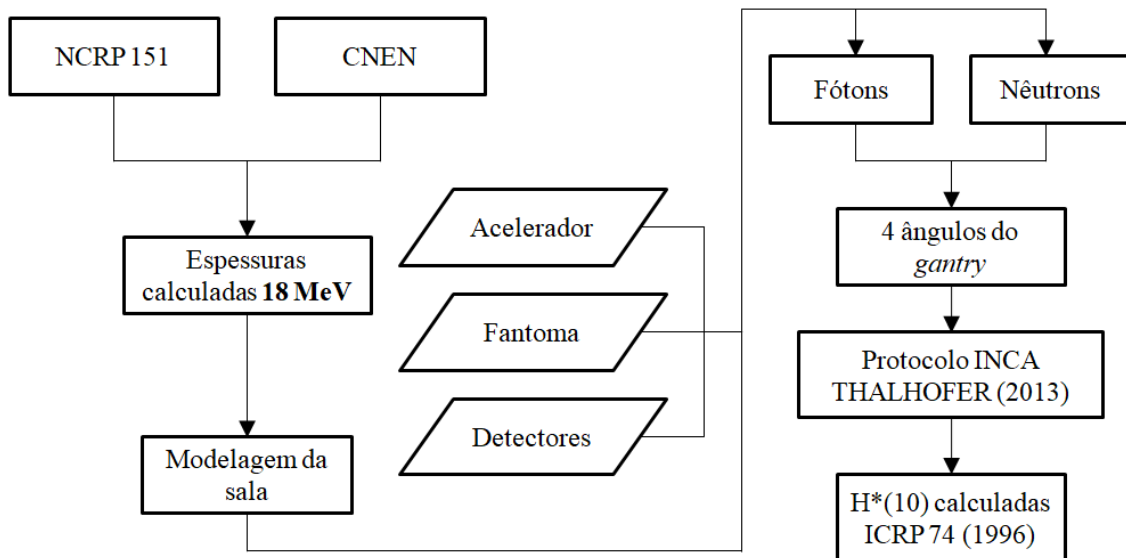 NCRP 151
CNEN
Espessuras
calculadas 18 MeV
Modelagem da
sala
Acelerador
Fantoma
Detectores
Fótons
Nêutrons
4 ângulos do
gantry
Protocolo INCA
THALHOFER (2013)
H*(10) calculadas
ICRP 74 (1996)